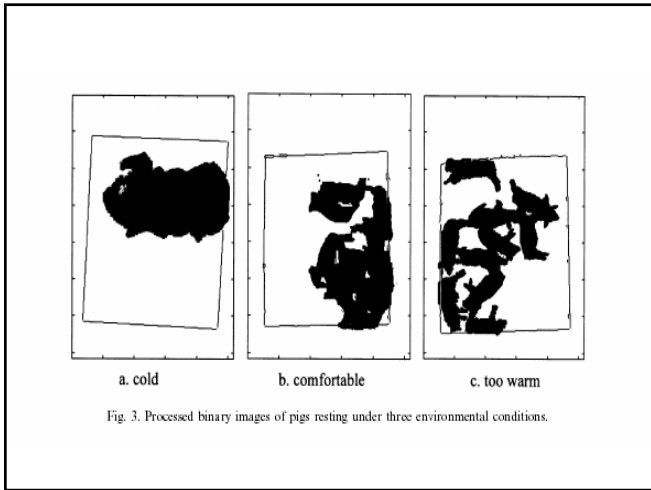 a. cold
b. comfortable
c. too warm
Fig. 3. Processed binary images of pigs resting under three environmental conditions.